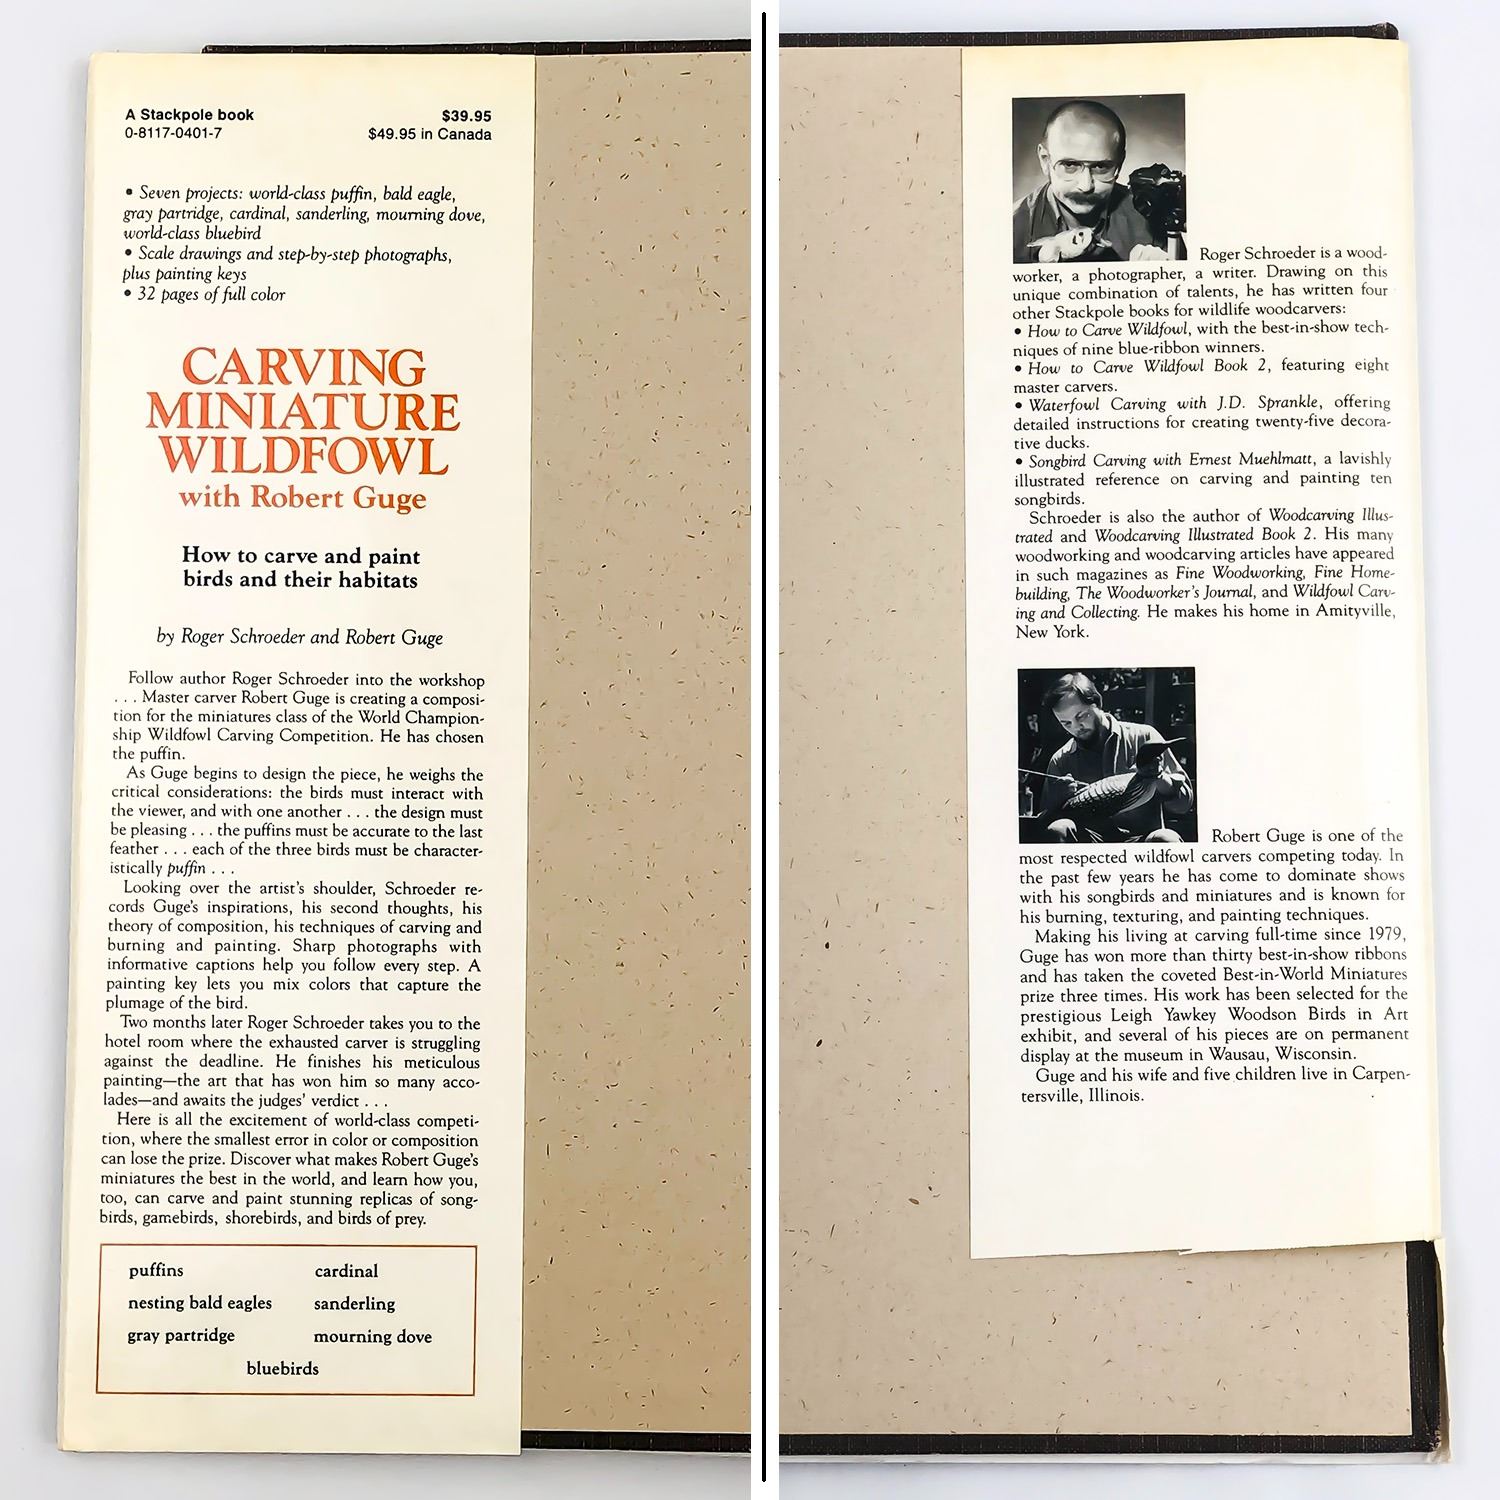 A Stackpole book $39.95
0-8117-0401-7 $49.95 in Canada
• Seven projects: world-class puffin, bald eagle,
gray partridge, cardinal, sanderling, mourning dove,
world-class bluebird
• Scale drawings and step-by-step photographs,
plus painting keys
• 32 pages of full color
CARVING
MINIATURE
WILDFOWL
with Robert Guge
How to carve and paint
birds and their habitats
by Roger Schroeder and Robert Guge
Follow author Roger Schroeder into the workshop
. . . Master carver Robert Guge is creating a composi-
tion for the miniatures class of the World Champion-
ship Wildfowl Carving Competition. He has chosen
the puffin.
As Guge begins to design the piece, he weighs the
critical considerations: the birds must interact with
the viewer, and with one another . . . the design must
be pleasing . . . the puffins must be accurate to the last
feather . . . each of the three birds must be character-
istically puffin . . .
Looking over the artist's shoulder, Schroeder re-
cords Guge's inspirations, his second thoughts, his
theory of composition, his techniques of carving and
burning and painting. Sharp photographs with
informative captions help you follow every step. A
painting key lets you mix colors that capture the
plumage of the bird.
Two months later Roger Schroeder takes you to the
hotel room where the exhausted carver is struggling
against the deadline. He finishes his meticulous
painting—the art that has won him so many acco-
lades—and awaits the judges' verdict . . .
Here is all the excitement of world-class competi-
tion, where the smallest error in color or composition
can lose the prize. Discover what makes Robert Guge's
miniatures the best in the world, and learn how you,
too, can carve and paint stunning replicas of song-
birds, gamebirds, shorebirds, and birds of prey.
puffins cardinal
nesting bald eagles sanderling
gray partridge mourning dove
bluebirds
Roger Schroeder is a wood-
worker, a photographer, a writer. Drawing on this
unique combination of talents, he has written four
other Stackpole books for wildlife woodcarvers:
• How to Carve Wildfowl, with the best-in-show tech-
niques of nine blue-ribbon winners.
• How to Carve Wildfowl Book 2, featuring eight
master carvers.
• Waterfowl Carving with J.D. Sprankle, offering
detailed instructions for creating twenty-five decora-
tive ducks.
• Songbird Carving with Ernest Muehlmatt, a lavishly
illustrated reference on carving and painting ten
songbirds.
Schroeder is also the author of Woodcarving Illus-
trated and Woodcarving Illustrated Book 2. His many
woodworking and woodcarving articles have appeared
in such magazines as Fine Woodworking, Fine Home-
building, The Woodworker's Journal, and Wildfowl Carv-
ing and Collecting. He makes his home in Amityville,
New York.
Robert Guge is one of the
most respected wildfowl carvers competing today. In
the past few years he has come to dominate shows
with his songbirds and miniatures and is known for
his burning, texturing, and painting techniques.
Making his living at carving full-time since 1979,
Guge has won more than thirty best-in-show ribbons
and has taken the coveted Best-in-World Miniatures
prize three times. His work has been selected for the
prestigious Leigh Yawkey Woodson Birds in Art
exhibit, and several of his pieces are on permanent
display at the museum in Wausau, Wisconsin.
Guge and his wife and five children live in Carpen-
tersville, Illinois.